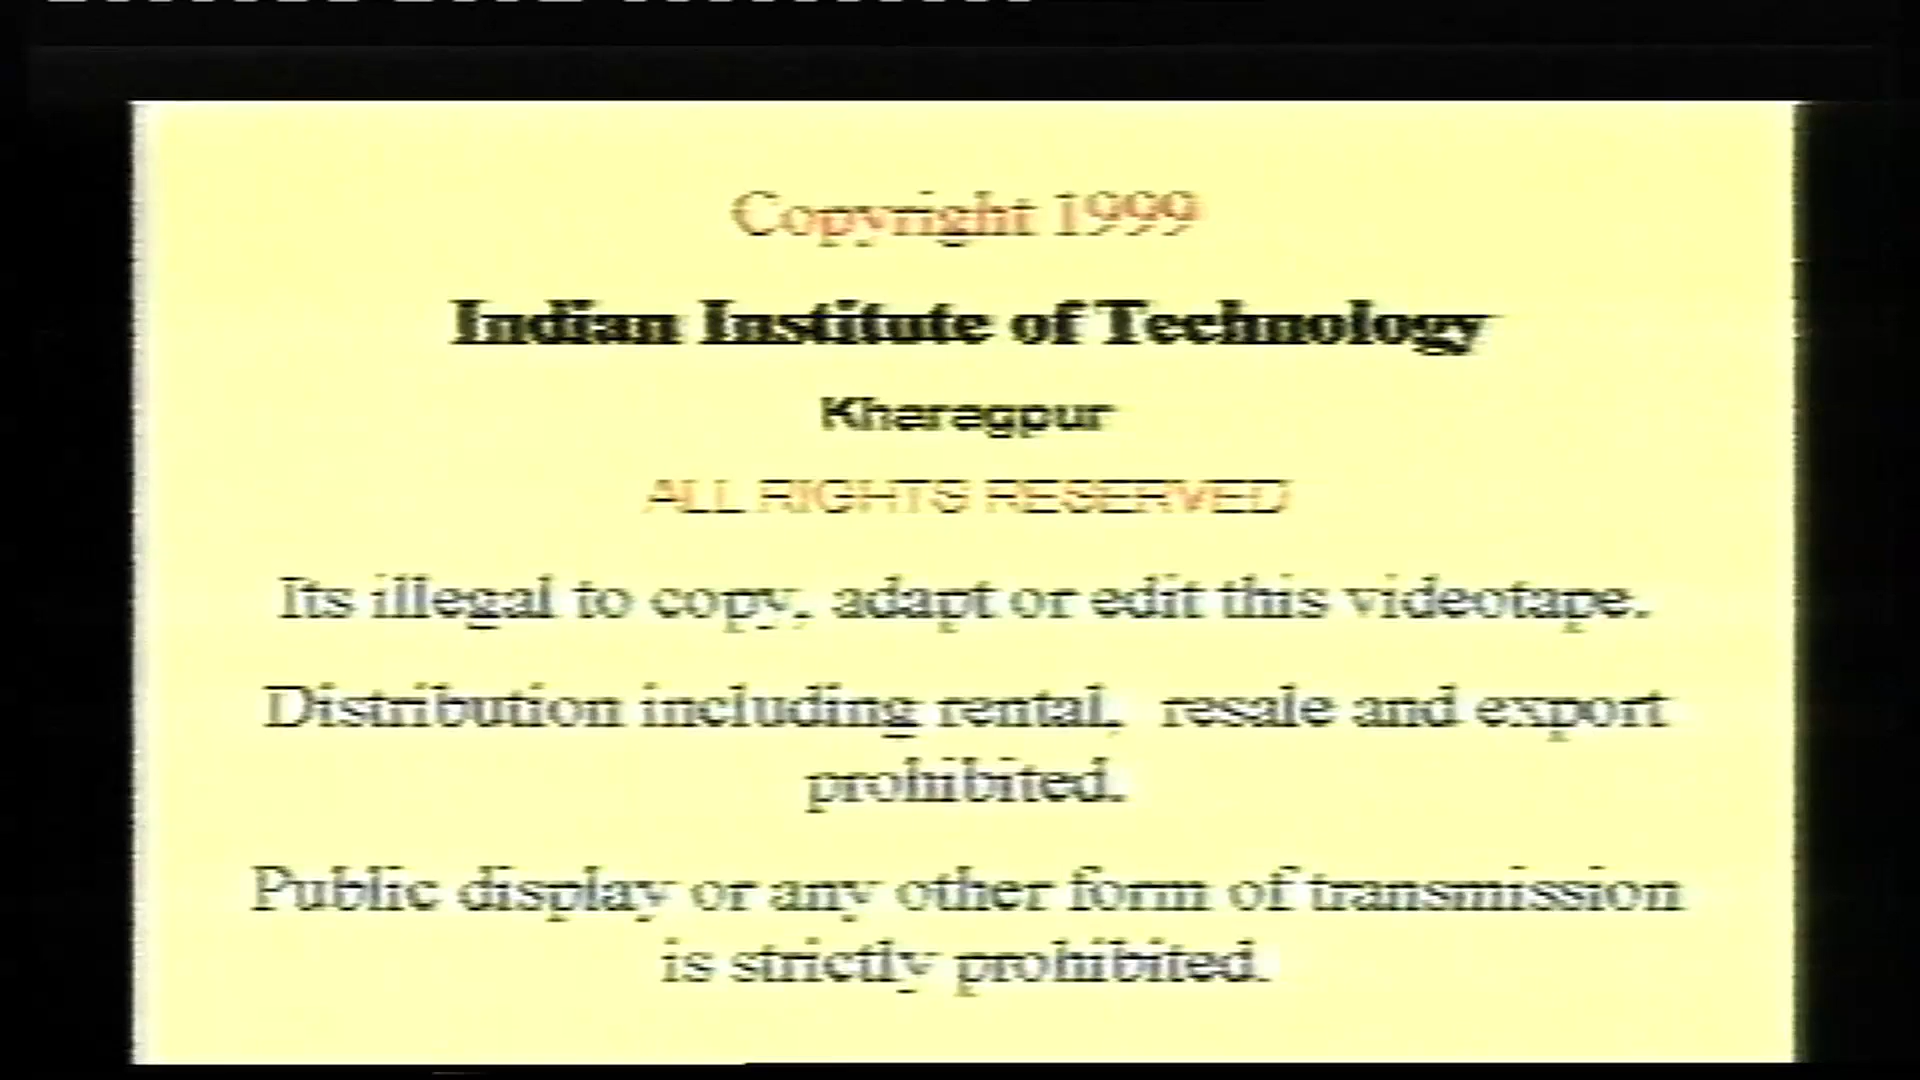 Copyright 1999
Indian Institute of Technology
Kharagpur
ALL RIGHTS RESERVED
Its illegal to copy, adapt or edit this videotape.
Distribution including rental, resale and export
prohibited.
Public display or any other form of transmission
is strictly prohibited.